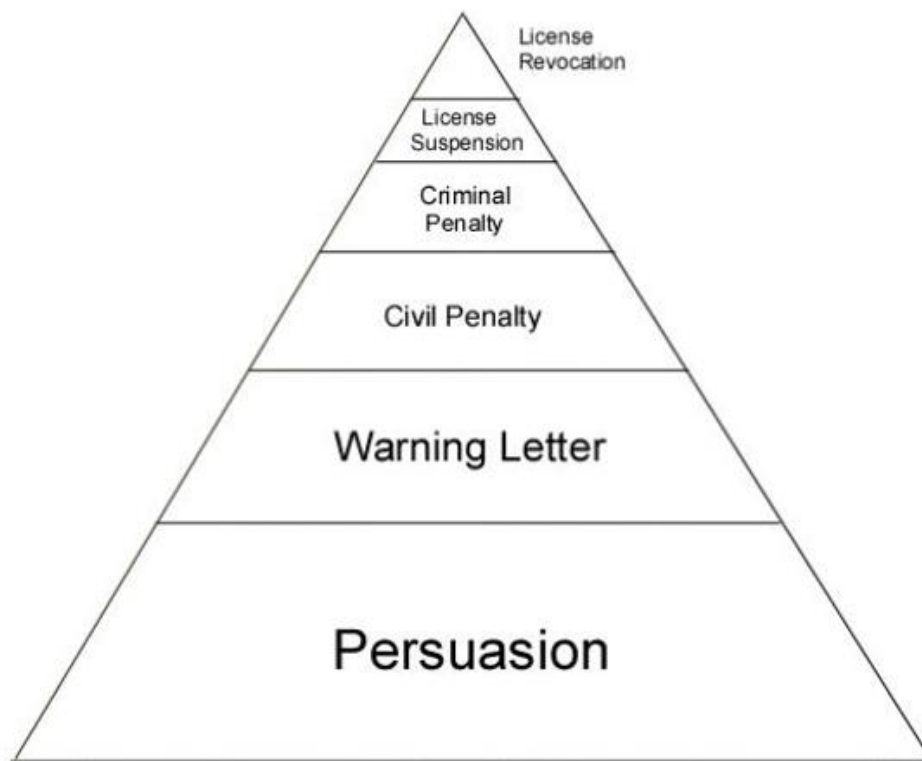 License
Revocation
License
Suspension
Criminal
Penalty
Civil Penalty
Warning Letter
Persuasion